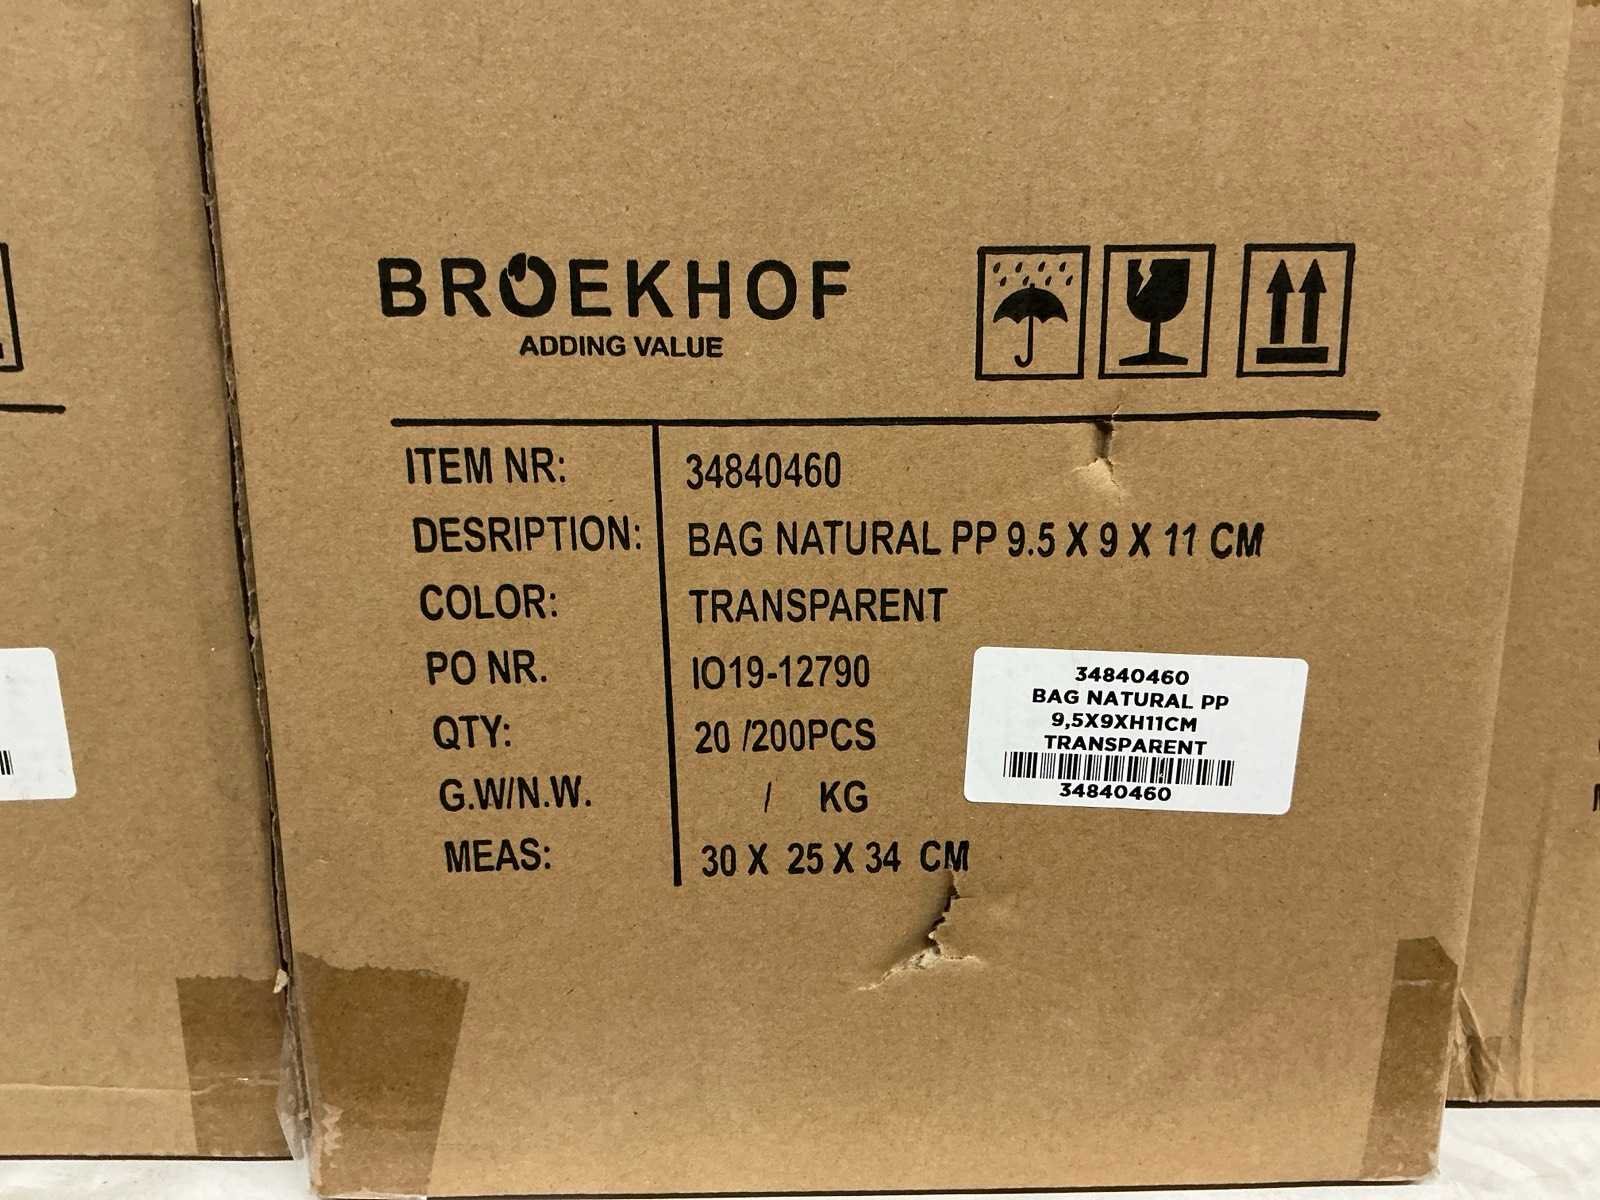 BROEKHOF
ADDING VALUE
ITEM NR: 34840460
DESRIPTION: BAG NATURAL PP 9.5 X 9 X 11 CM
COLOR: TRANSPARENT
PO NR. IO19-12790
QTY: 20 /200PCS
G.W/N.W. / KG
MEAS: 30 X 25 X 34 CM
34840460
BAG NATURAL PP
9,5X9XH11CM
TRANSPARENT
34840460